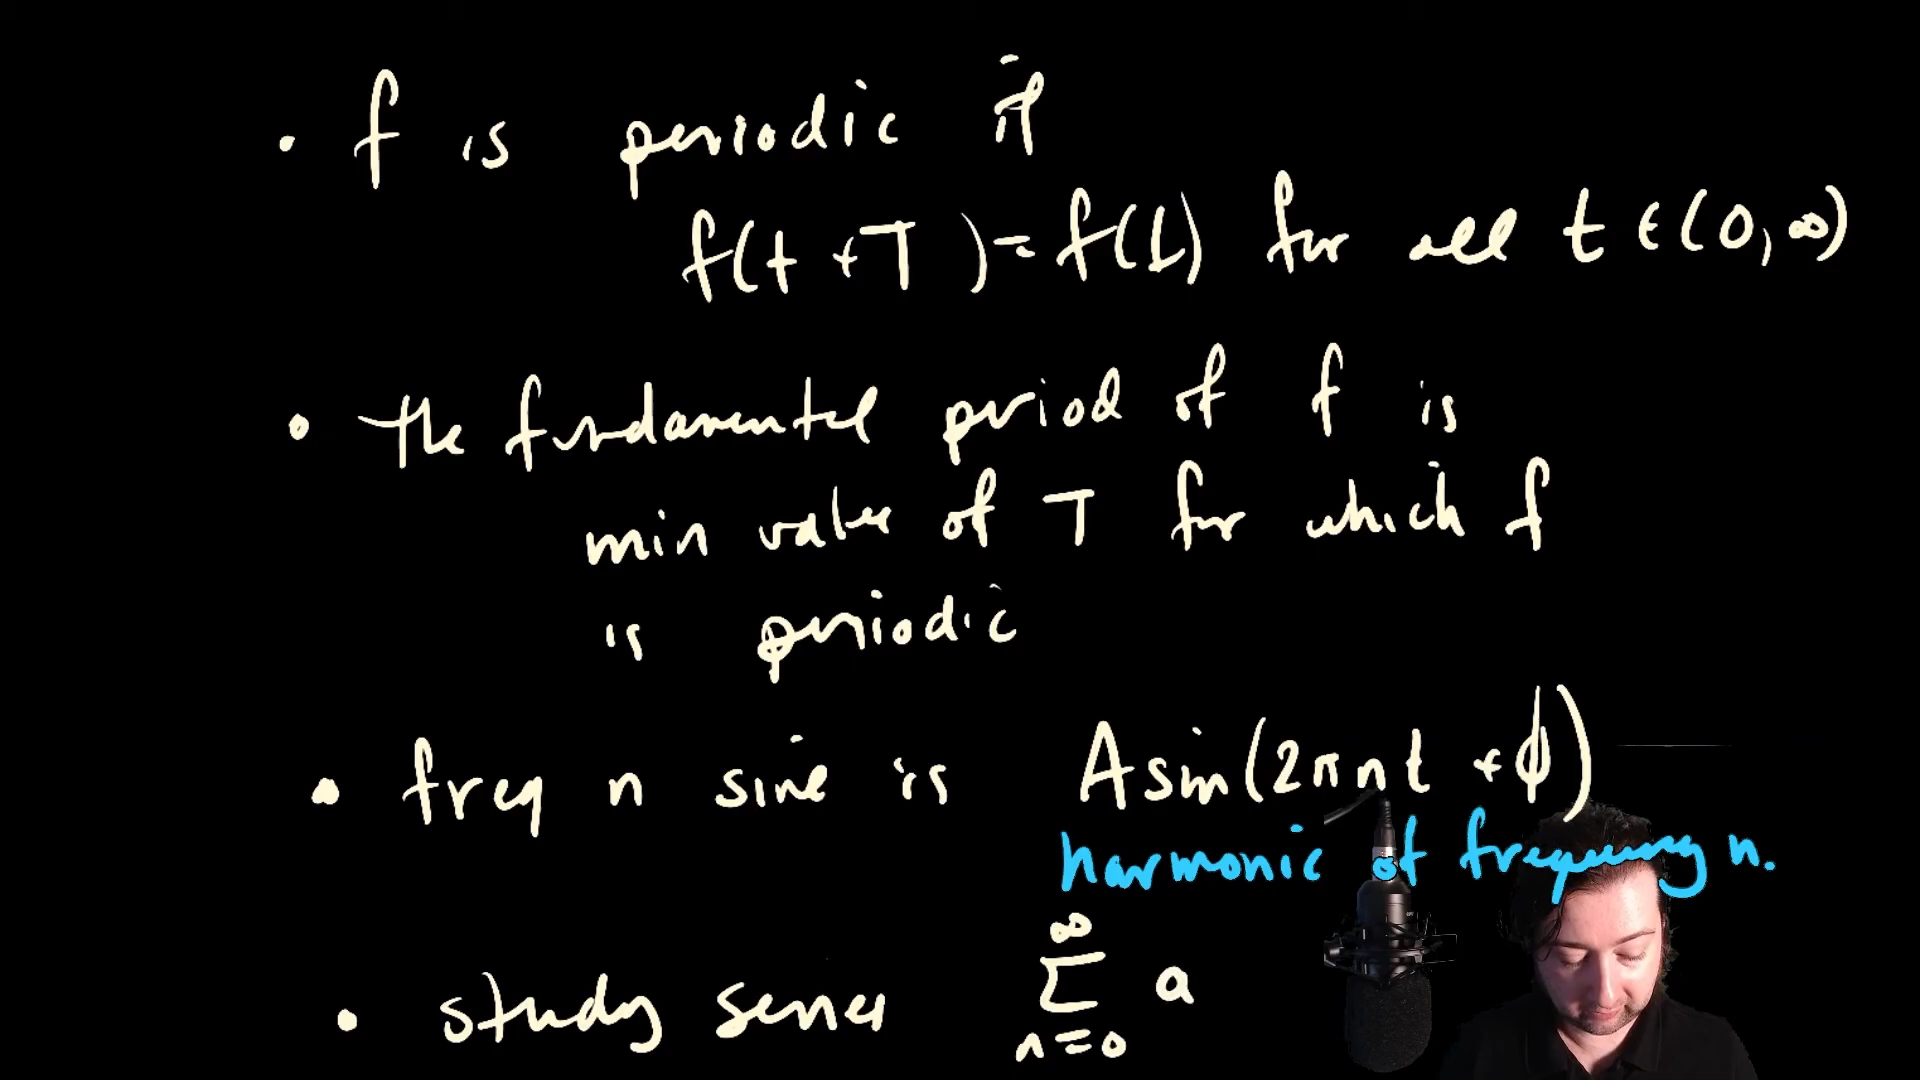 • f is periodic if
f(t + T) = f(t) for all t ∈ (0, ∞)
• the fundamental period of f is
min value of T for which f
is periodic
• freq n sine is A sin(2πnt + ϕ)
harmonic of frequency n.
• study series ∞ ∑ n=0 a